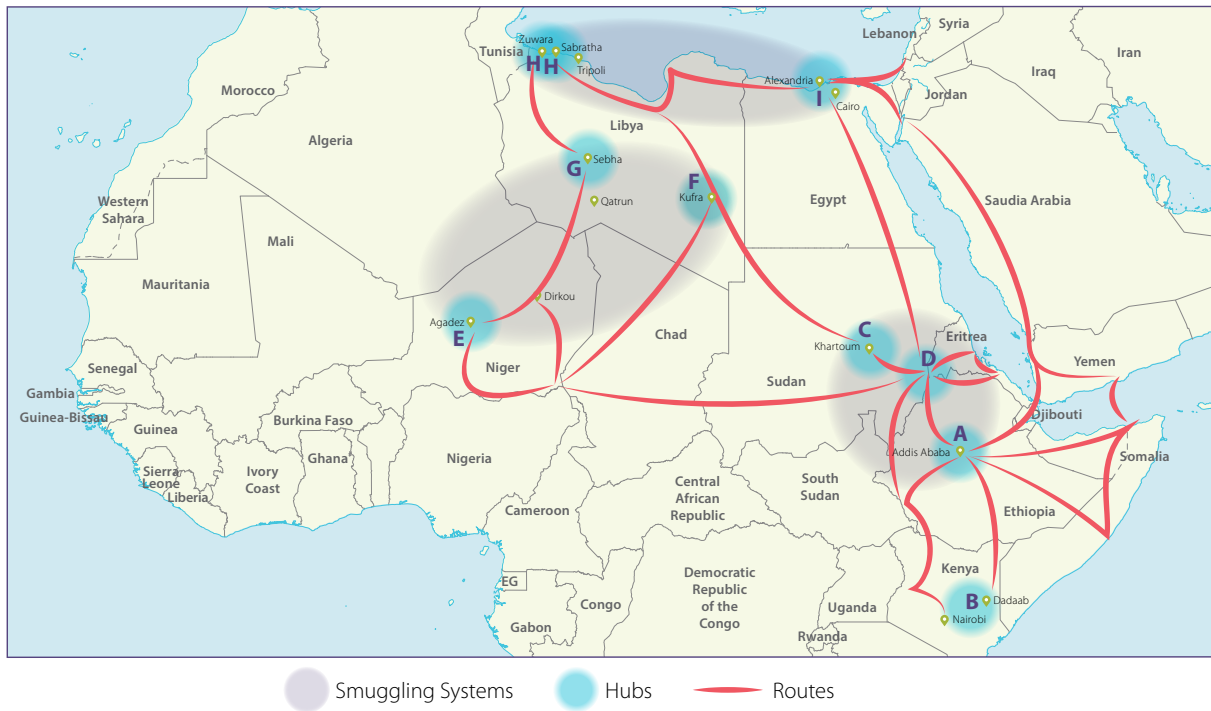 Lebanon
Syria
Iran
Iraq
Jordan
Tunisia
Zuwara
Sabratha
Tripoli
H
H
Morocco
Algeria
Libya
Alexandria
I
Cairo
Western
Sahara
Sebha
G
Qatrun
F
Kufra
Egypt
Saudia Arabia
Mali
Mauritania
Dirkou
Agadez
E
Niger
Chad
Sudan
C
Khartoum
D
Eritrea
Yemen
Djibouti
Somalia
Senegal
Gambia
Guinea-Bissau
Guinea
Sierra
Leone
Liberia
Ivory
Coast
Burkina Faso
Ghana
Nigeria
A
Addis Ababa
Ethiopia
South
Sudan
Central
African
Republic
Cameroon
EG
Gabon
Congo
Democratic
Republic
of the
Congo
Uganda
Rwanda
Kenya
B
Dadaab
Nairobi
Smuggling Systems
Hubs
Routes